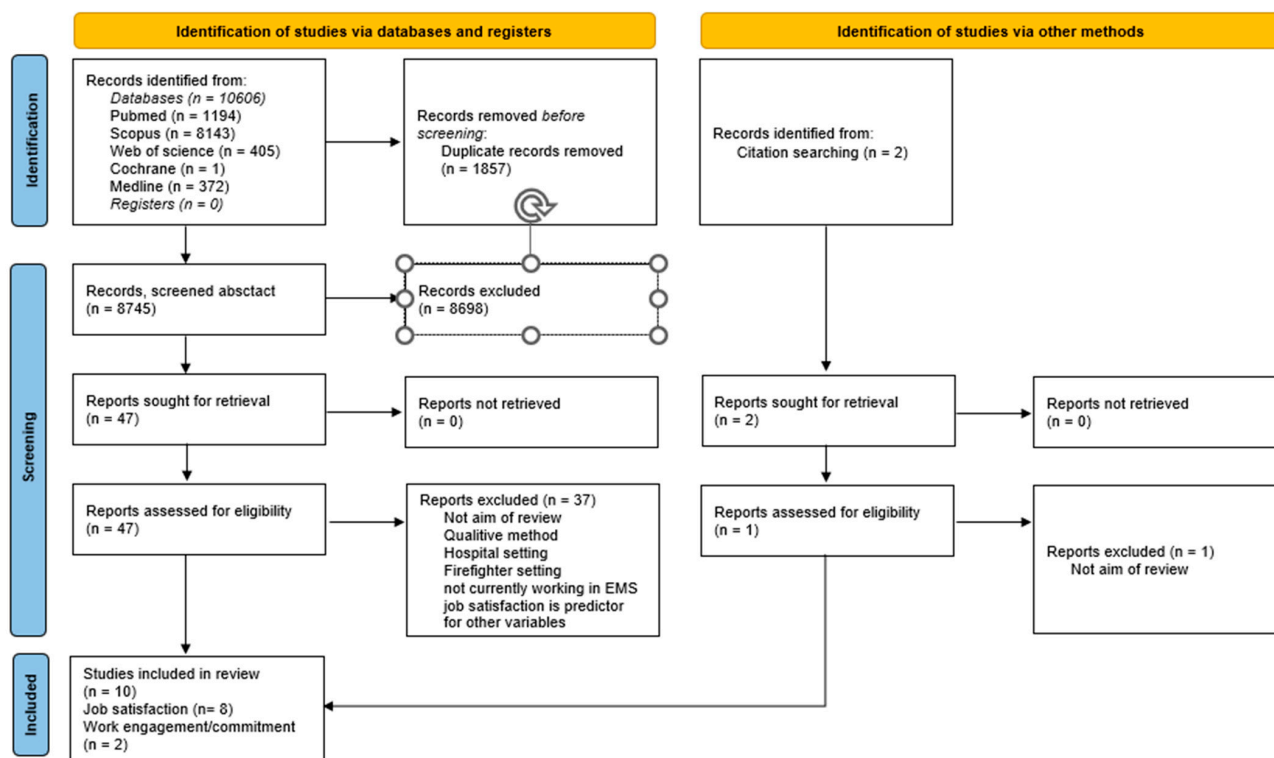 Identification of studies via databases and registers
Identification of studies via other methods
Identification
Records identified from:
Databases (n = 10606)
Pubmed (n = 1194)
Scopus (n = 8143)
Web of science (n = 405)
Cochrane (n = 1)
Medline (n = 372)
Registers (n = 0)
Records removed before
screening:
Duplicate records removed
(n = 1857)
Records identified from:
Citation searching (n = 2)
Screening
Records, screened absctact
(n = 8745)
Records excluded
(n = 8698)
Reports sought for retrieval
(n = 47)
Reports not retrieved
(n = 0)
Reports sought for retrieval
(n = 2)
Reports not retrieved
(n = 0)
Reports assessed for eligibility
(n = 47)
Reports excluded (n = 37)
Not aim of review
Qualitive method
Hospital setting
Firefighter setting
not currently working in EMS
job satisfaction is predictor
for other variables
Reports assessed for eligibility
(n = 1)
Reports excluded (n = 1)
Not aim of review
Included
Studies included in review
(n = 10)
Job satisfaction (n= 8)
Work engagement/commitment
(n = 2)